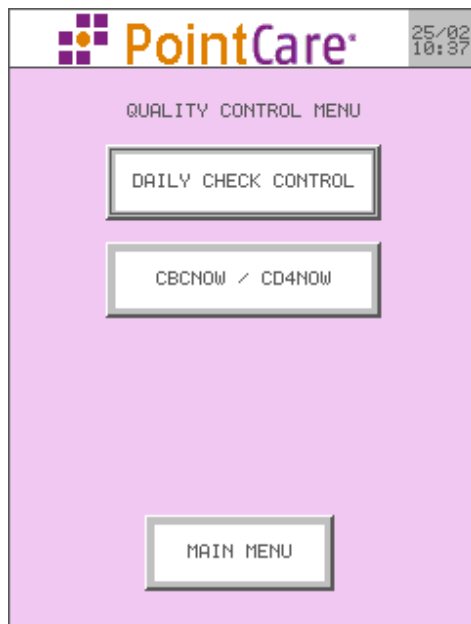 PointCare
25/02
10:37
QUALITY CONTROL MENU
DAILY CHECK CONTROL
CBCNOW / CD4NOW
MAIN MENU